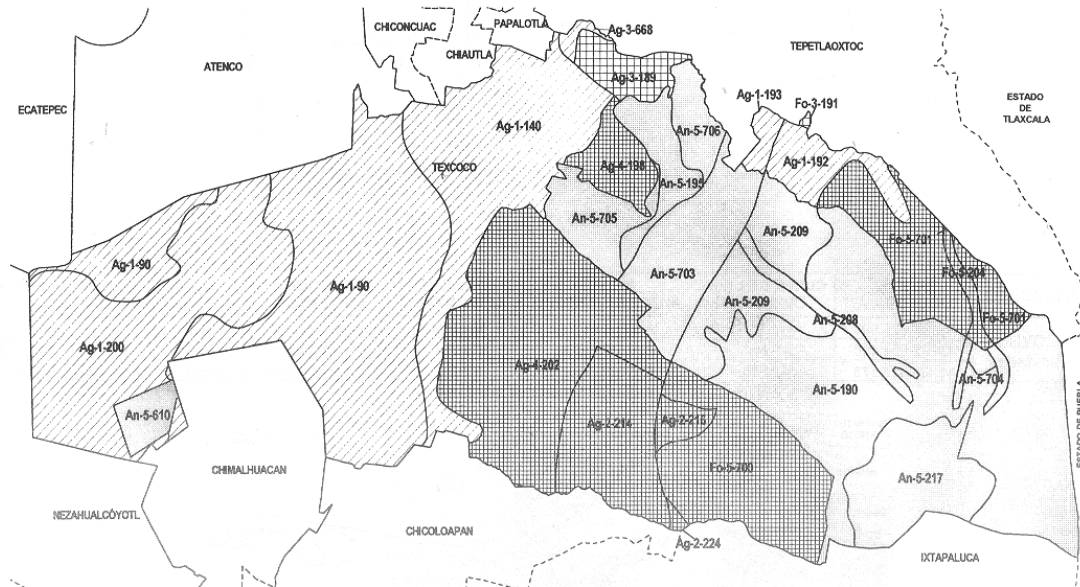 CHICONCUAC
PAPALOTLA
CHIAUTLA
Ag-3-668
TEPETLAOXTOC
ATENCO
ECATEPEC
Ag-3-189
Ag-1-193
Fo-3-191
ESTADO
DE
TLAXCALA
Ag-1-140
An-5-706
TEXCOCO
Ag-4-198
An-5-195
Ag-1-192
An-5-705
An-5-209
Fo-5-701
Ag-1-90
Ag-1-90
An-5-703
Fo-5-204
An-5-209
An-5-208
Fo-5-701
Ag-1-200
Ag-4-202
An-5-190
An-5-704
An-5-610
Ag-2-214
Ag-2-215
ESTADO DE PUEBLA
CHIMALHUACAN
Fo-5-700
An-5-217
NEZAHUALCÓYOTL
CHICOLOAPAN
Ag-2-224
IXTAPALUCA